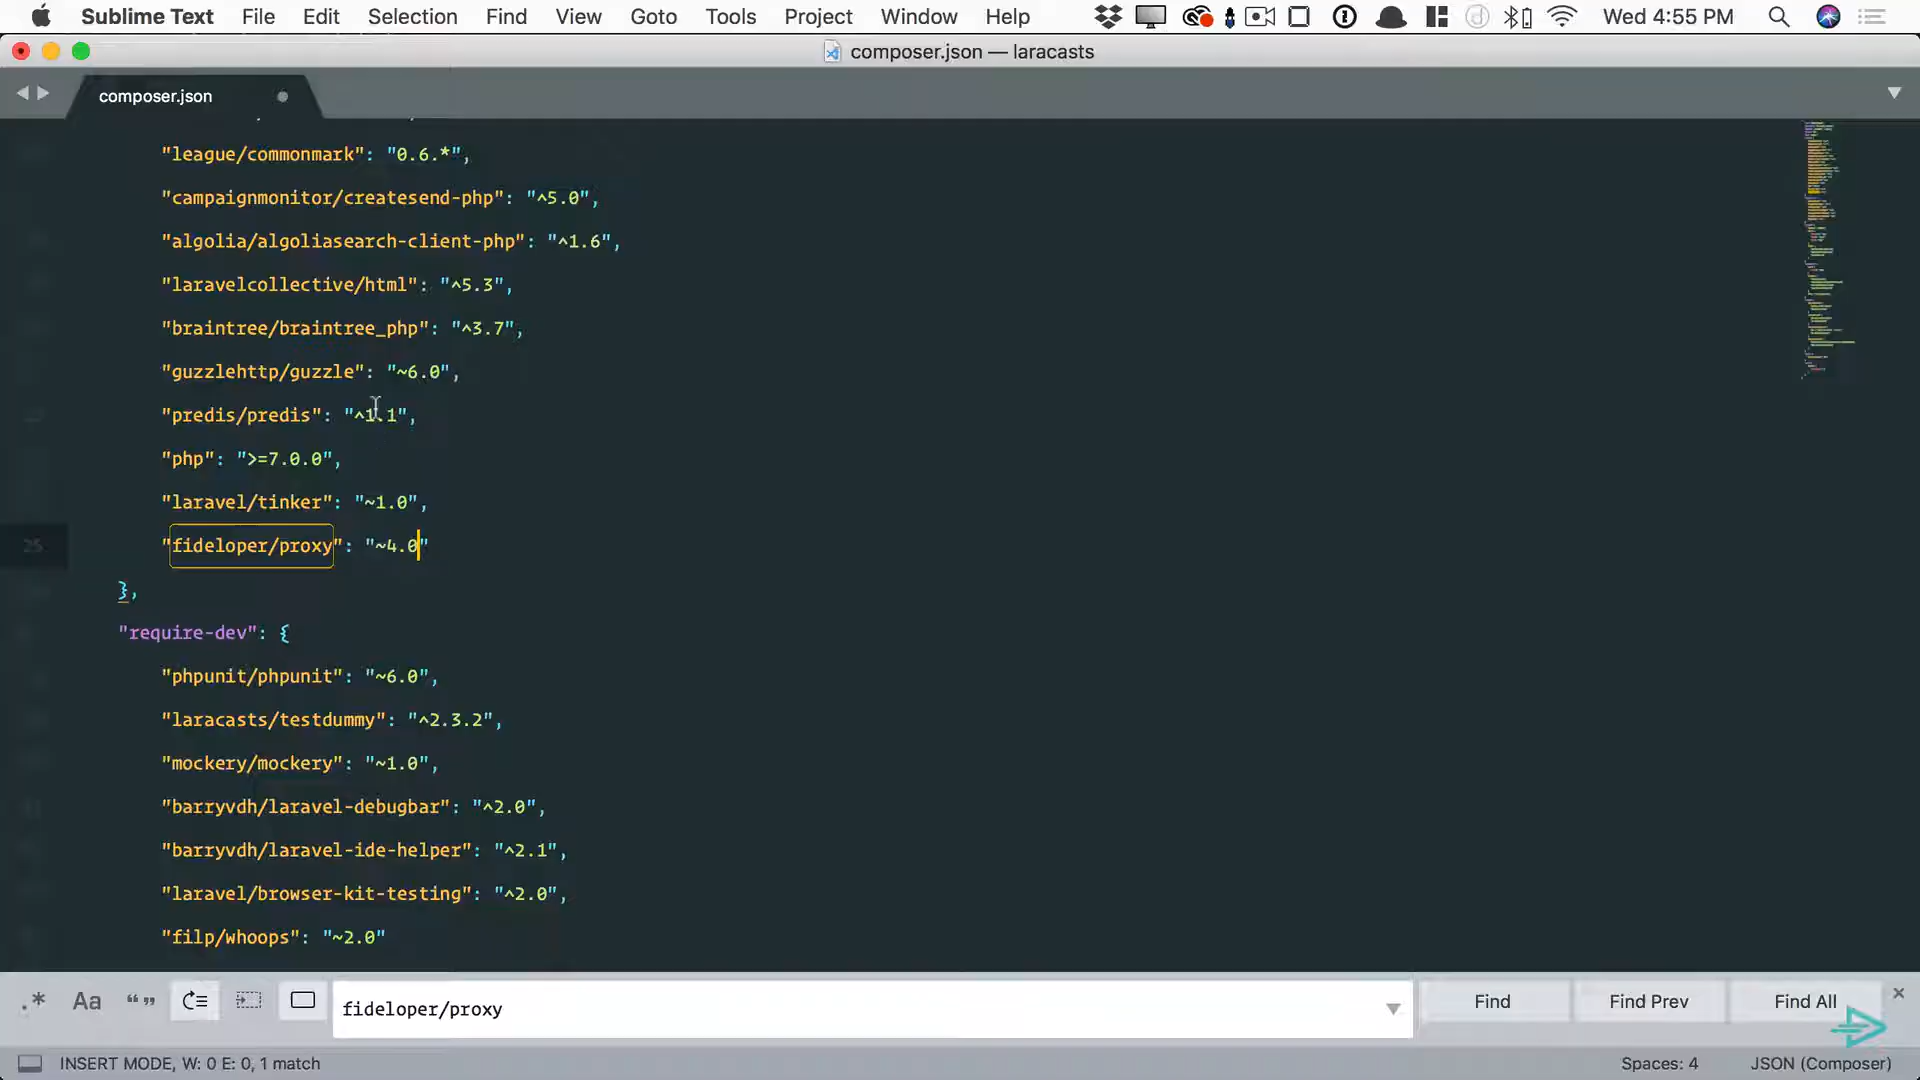 Sublime Text File Edit Selection Find View Goto Tools Project Window Help Wed 4:55 PM
composer.json — laracasts
composer.json
"league/commonmark": "0.6.*",
"campaignmonitor/createsend-php": "^5.0",
"algolia/algoliasearch-client-php": "^1.6",
"laravelcollective/html": "^5.3",
"braintree/braintree_php": "^3.7",
"guzzlehttp/guzzle": "~6.0",
"predis/predis": "^1.1",
"php": ">=7.0.0",
"laravel/tinker": "~1.0",
25 "fideloper/proxy": "~4.0"
},
"require-dev": {
"phpunit/phpunit": "~6.0",
"laracasts/testdummy": "^2.3.2",
"mockery/mockery": "~1.0",
"barryvdh/laravel-debugbar": "^2.0",
"barryvdh/laravel-ide-helper": "^2.1",
"laravel/browser-kit-testing": "^2.0",
"filp/whoops": "~2.0"
.* Aa “ ” fideloper/proxy Find Find Prev Find All
INSERT MODE, W: 0 E: 0, 1 match Spaces: 4 JSON (Composer)